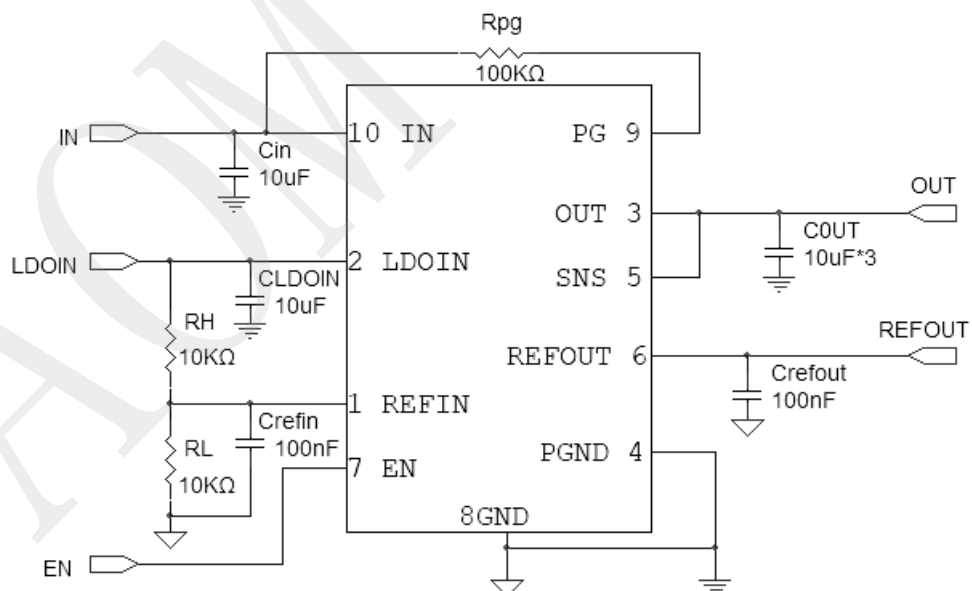 Rpg
100KΩ
IN
Cin
10uF
10 IN
PG 9
OUT 3
OUT
COUT
10uF*3
LDOIN
2 LDOIN
CLDOIN
10uF
SNS 5
RH
10KΩ
REFOUT 6
REFOUT
Crefout
100nF
1 REFIN
Crefin
100nF
RL
10KΩ
7 EN
PGND 4
8GND
EN
AOM